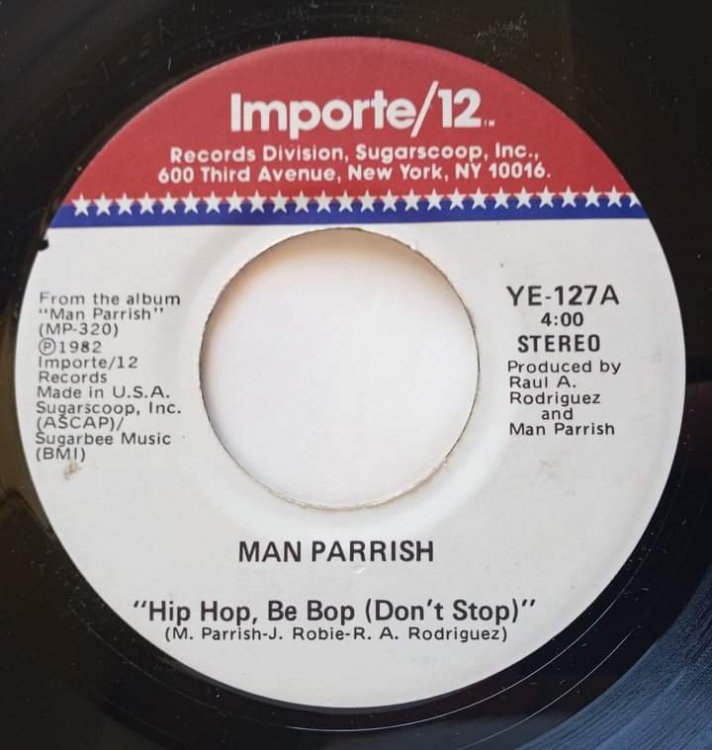 Importe/12™
Records Division, Sugarscoop, Inc.,
600 Third Avenue, New York, NY 10016.
From the album
"Man Parrish"
(MP-320)
Ⓟ1982
Importe/12
Records
Made in U.S.A.
Sugarscoop, Inc.
(ASCAP)/
Sugarbee Music
(BMI)
YE-127A
4:00
STEREO
Produced by
Raul A.
Rodriguez
and
Man Parrish
MAN PARRISH
"Hip Hop, Be Bop (Don't Stop)"
(M. Parrish-J. Robie-R. A. Rodriguez)